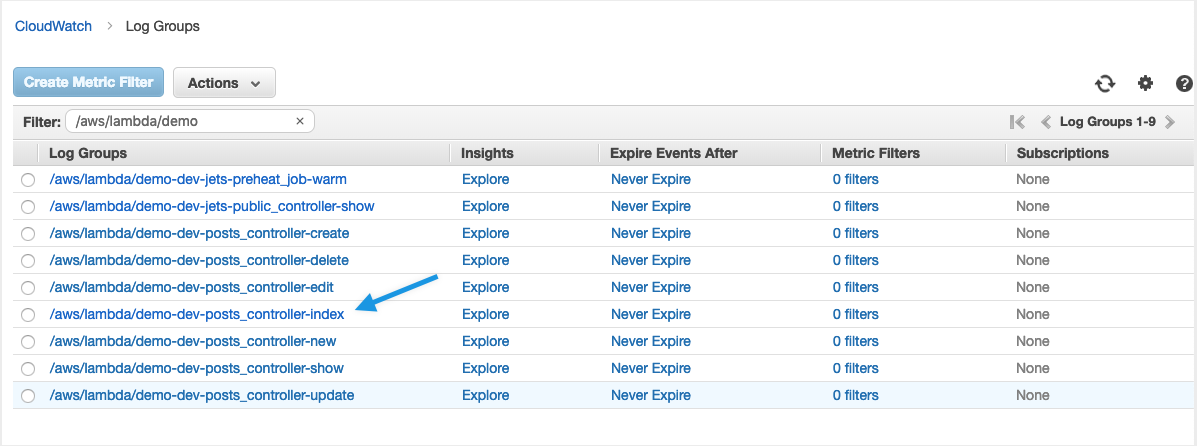 CloudWatch > Log Groups
Create Metric Filter Actions
Filter: /aws/lambda/demo × Log Groups 1-9
Log Groups Insights Expire Events After Metric Filters Subscriptions
/aws/lambda/demo-dev-jets-preheat_job-warm Explore Never Expire 0 filters None
/aws/lambda/demo-dev-jets-public_controller-show Explore Never Expire 0 filters None
/aws/lambda/demo-dev-posts_controller-create Explore Never Expire 0 filters None
/aws/lambda/demo-dev-posts_controller-delete Explore Never Expire 0 filters None
/aws/lambda/demo-dev-posts_controller-edit Explore Never Expire 0 filters None
/aws/lambda/demo-dev-posts_controller-index Explore Never Expire 0 filters None
/aws/lambda/demo-dev-posts_controller-new Explore Never Expire 0 filters None
/aws/lambda/demo-dev-posts_controller-show Explore Never Expire 0 filters None
/aws/lambda/demo-dev-posts_controller-update Explore Never Expire 0 filters None